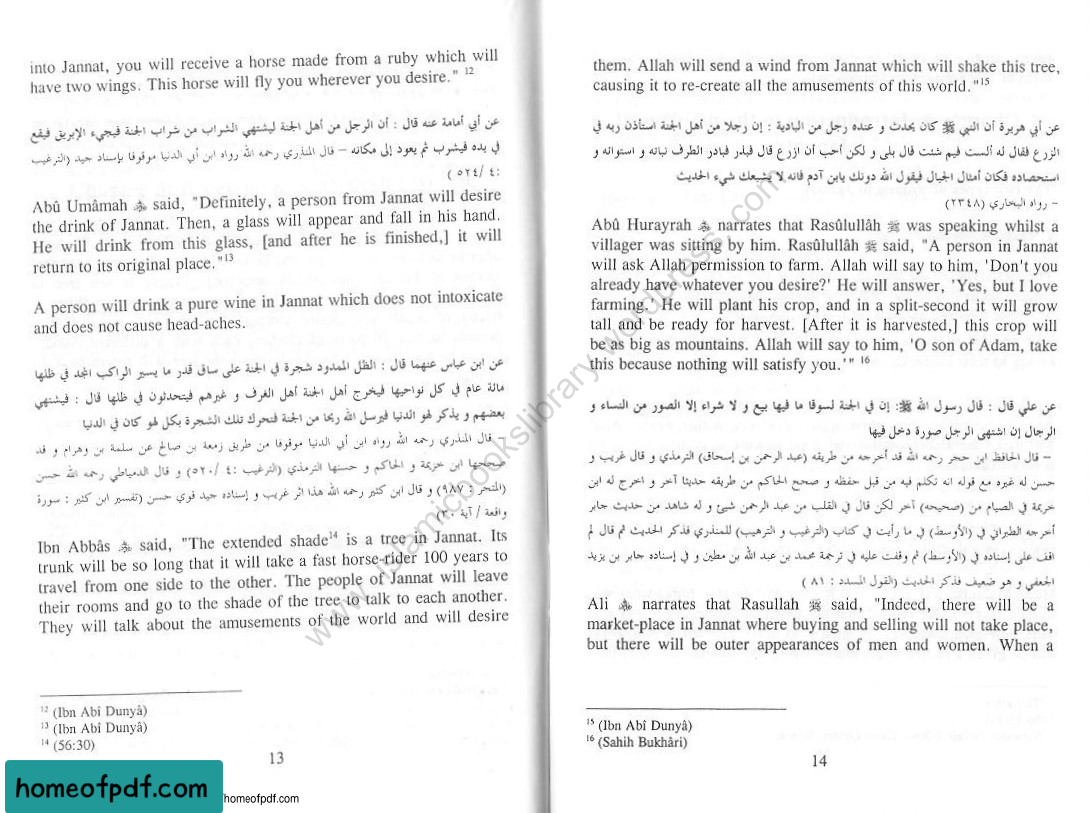 into Jannat, you will receive a horse made from a ruby which will
have two wings. This horse will fly you wherever you desire." 12
عن أبي أمامة عنه قال : أن الرجل من أهل الجنة ليشتهي الشراب من شراب الجنة فيجيء الإبريق فيقع
في يده فيشرب ثم يعود إلى مكانه – قال المنذري رحمه الله رواه ابن أبي الدنيا موقوفا بإسناد جيد (الترغيب
: ٤ /٥٢٤ )
Abû Umâmah said, "Definitely, a person from Jannat will desire
the drink of Jannat. Then, a glass will appear and fall in his hand.
He will drink from this glass, [and after he is finished,] it will
return to its original place."13
A person will drink a pure wine in Jannat which does not intoxicate
and does not cause head-aches.
عن ابن عباس عنهما قال : الظل الممدود شجرة في الجنة على ساق قدر ما يسير الراكب المجد في ظلها
مائة عام في كل نواحيها فيخرج أهل الجنة أهل الغرف و غيرهم فيتحدثون في ظلها قال : فيشتهي
بعضهم و يذكر لهو الدنيا فيرسل الله ريحا من الجنة فتحرك تلك الشجرة بكل لهو كان في الدنيا
– قال المنذري رحمه الله رواه ابن أبي الدنيا موقوفا من طريق زمعة بن صالح عن سلمة بن وهرام و قد
صححها ابن خزيمة و الحاكم و حسنها الترمذي (الترغيب : ٤ /٥٢٠) و قال الدمياطي رحمه الله حسن
(المتجر : ٩٨٧) و قال ابن كثير رحمه الله هذا اثر غريب و إسناده جيد قوي حسن (تفسير ابن كثير : سورة
واقعة / آية ٣٠)
Ibn Abbâs said, "The extended shade14 is a tree in Jannat. Its
trunk will be so long that it will take a fast horse-rider 100 years to
travel from one side to the other. The people of Jannat will leave
their rooms and go to the shade of the tree to talk to each another.
They will talk about the amusements of the world and will desire
12 (Ibn Abî Dunyâ)
13 (Ibn Abî Dunyâ)
14 (56:30)
13
them. Allah will send a wind from Jannat which will shake this tree,
causing it to re-create all the amusements of this world."15
عن أبي هريرة أن النبي ﷺ كان يحدث و عنده رجل من البادية : إن رجلا من أهل الجنة استأذن ربه في
الزرع فقال له ألست فيم شئت قال بلى و لكن أحب أن ازرع قال فبذر فبادر الطرف نباته و استوائه و
استحصاده فكان أمثال الجبال فيقول الله دونك يابن آدم فانه لا يشبعك شيء الحديث
– رواه البخاري (٢٣٤٨)
Abû Hurayrah narrates that Rasûlullâh ﷺ was speaking whilst a
villager was sitting by him. Rasûlullâh ﷺ said, "A person in Jannat
will ask Allah permission to farm. Allah will say to him, 'Don't you
already have whatever you desire?' He will answer, 'Yes, but I love
farming.' He will plant his crop, and in a split-second it will grow
tall and be ready for harvest. [After it is harvested,] this crop will
be as big as mountains. Allah will say to him, 'O son of Adam, take
this because nothing will satisfy you.'" 16
عن علي قال : قال رسول الله ﷺ: إن في الجنة لسوقا ما فيها بيع و لا شراء إلا الصور من النساء و
الرجال إن اشتهى الرجل صورة دخل فيها
– قال الحافظ ابن حجر رحمه الله قد أخرجه من طريقه (عبد الرحمن بن إسحاق) الترمذي و قال غريب و
حسن له غيره مع قوله انه تكلم فيه من قبل حفظه و صحح الحاكم من طريقه حديثا آخر و اخرج له ابن
خزيمة في الصيام من (صحيحه) آخر لكن قال في القلب من عبد الرحمن شيئ و له شاهد من حديث جابر
أخرجه الطبراني في (الأوسط) في ما رأيت في كتاب (الترغيب و الترهيب) للمنذري فذكر الحديث ثم قال لم
اقف على إسناده في (الأوسط) ثم وقفت عليه في ترجمة محمد بن عبد الله بن مطين و في إسناده جابر بن يزيد
الجعفي و هو ضعيف فذكر الحديث (القول المسدد : ٨١ )
Ali narrates that Rasullah ﷺ said, "Indeed, there will be a
market-place in Jannat where buying and selling will not take place,
but there will be outer appearances of men and women. When a
15 (Ibn Abî Dunyâ)
16 (Sahih Bukhâri)
14
www.islamicbookslibrary.wordpress.com
homeofpdf.com
homeofpdf.com